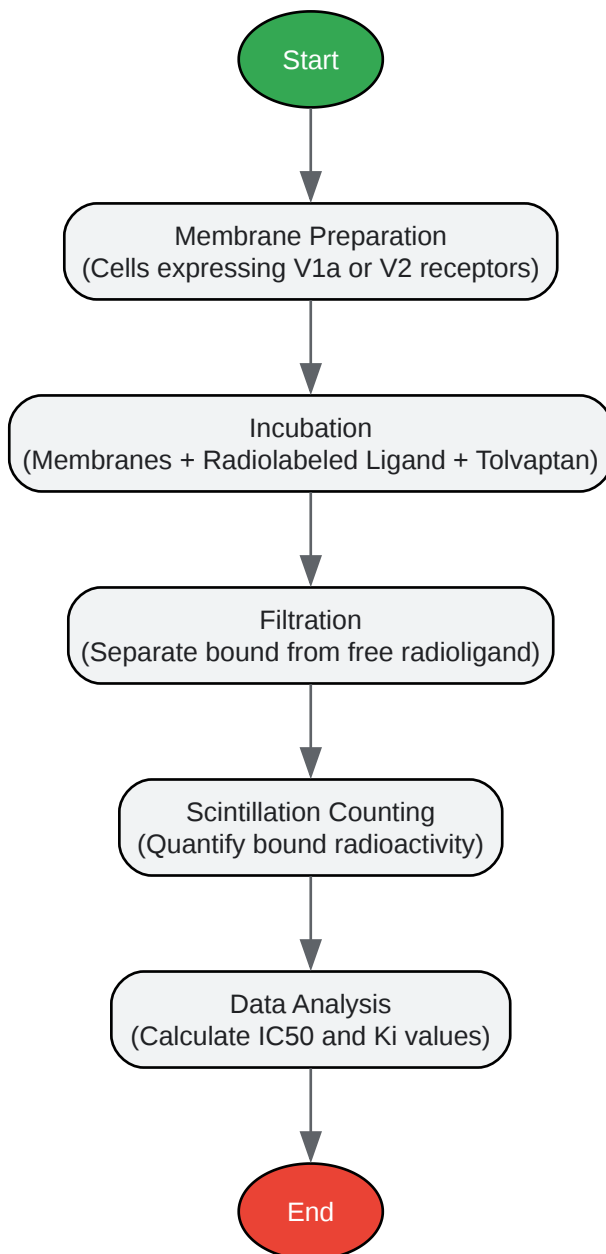 Start
Membrane Preparation
(Cells expressing V1a or V2 receptors)
Incubation
(Membranes + Radiolabeled Ligand + Tolvaptan)
Filtration
(Separate bound from free radioligand)
Scintillation Counting
(Quantify bound radioactivity)
Data Analysis
(Calculate IC50 and Ki values)
End